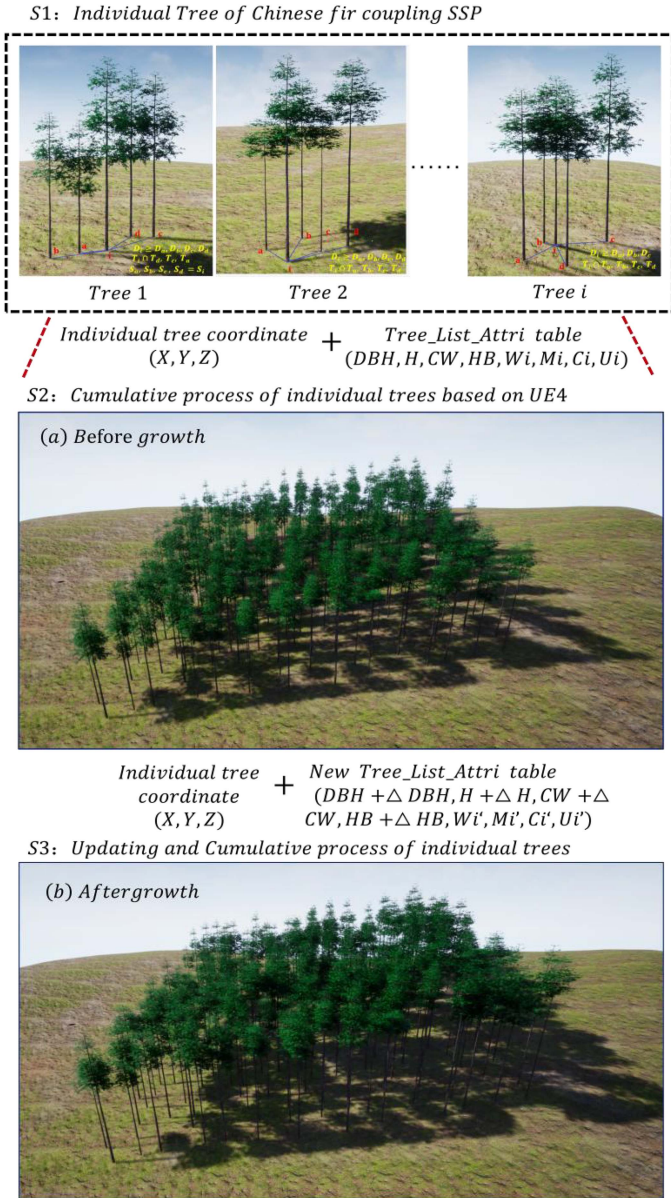 S1: Individual Tree of Chinese fir coupling SSP
b
a
i
d
c
a
i
b
c
d
a
b
i
d
c
......
Tree 1
Tree 2
Tree i
Individual tree coordinate
(X, Y, Z)
+
Tree_List_Attri table
(DBH, H, CW, HB, Wi, Mi, Ci, Ui)
S2: Cumulative process of individual trees based on UE4
(a) Before growth
Individual tree
coordinate
(X, Y, Z)
+
New Tree_List_Attri table
(DBH +△ DBH, H +△ H, CW +△
CW, HB +△ HB, Wi‘, Mi’, Ci‘, Ui’)
S3: Updating and Cumulative process of individual trees
(b) Aftergrowth